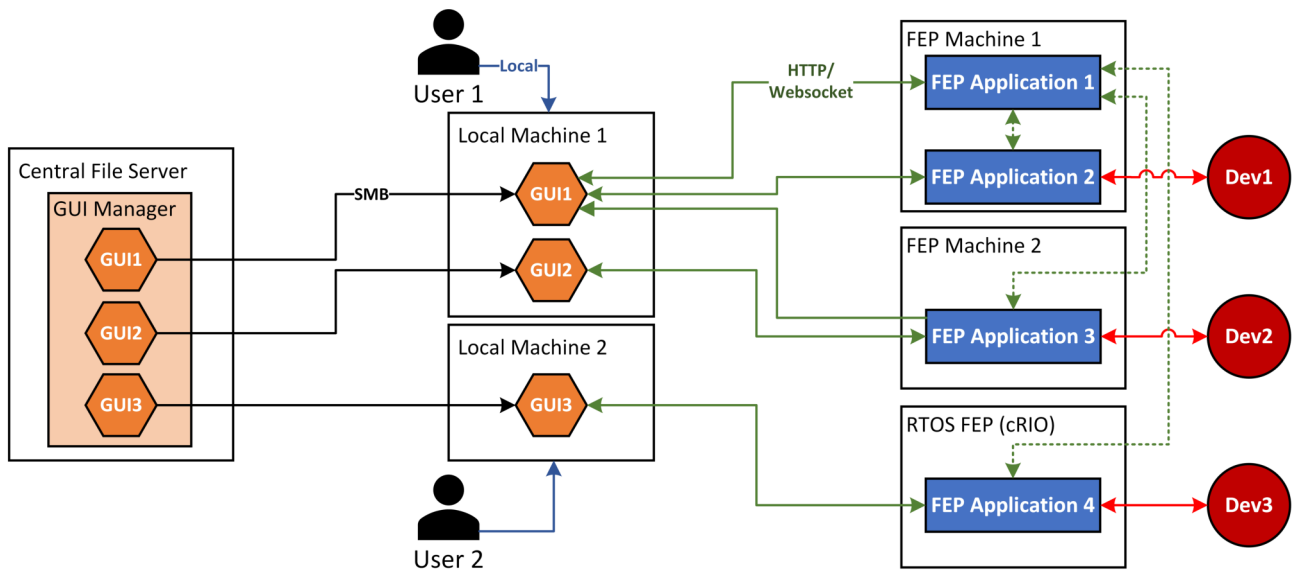 User 1
Local
HTTP/
Websocket
FEP Machine 1
FEP Application 1
FEP Application 2
Dev1
Central File Server
GUI Manager
GUI1
GUI2
GUI3
SMB
Local Machine 1
GUI1
GUI2
FEP Machine 2
FEP Application 3
Dev2
Local Machine 2
GUI3
RTOS FEP (cRIO)
FEP Application 4
Dev3
User 2